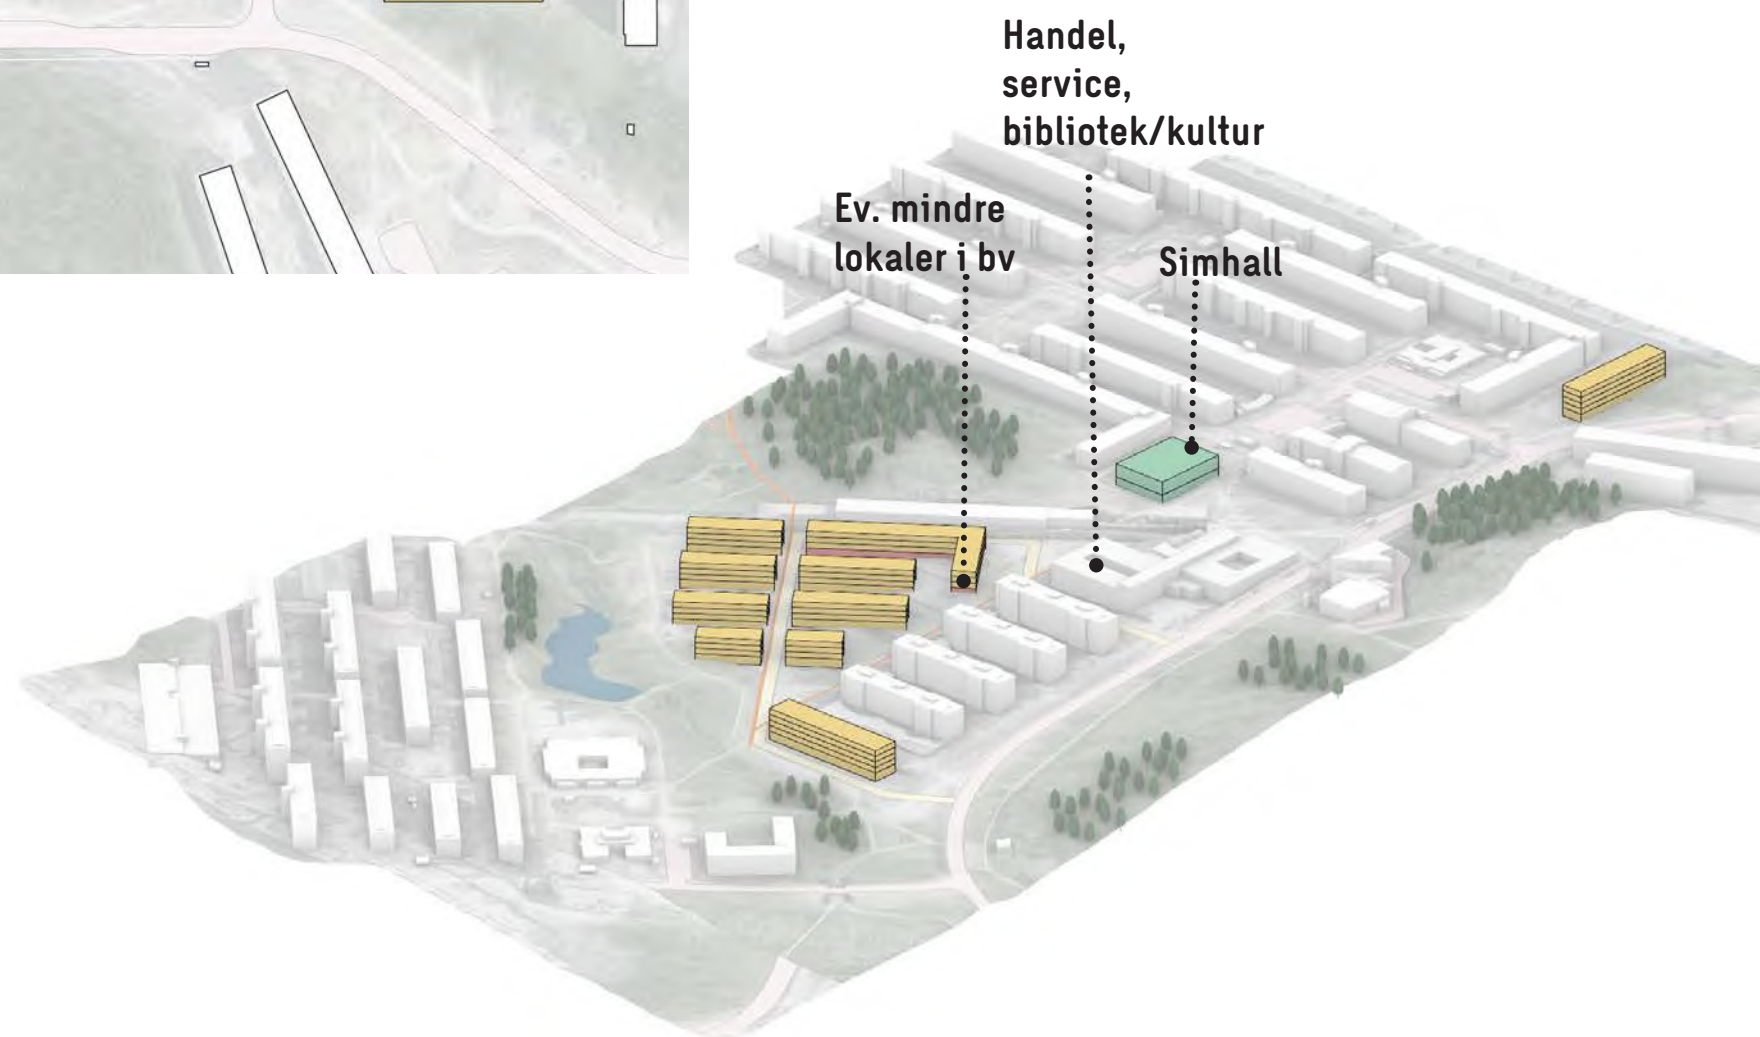 Handel,
service,
bibliotek/kultur
Ev. mindre
lokaler i bv
Simhall